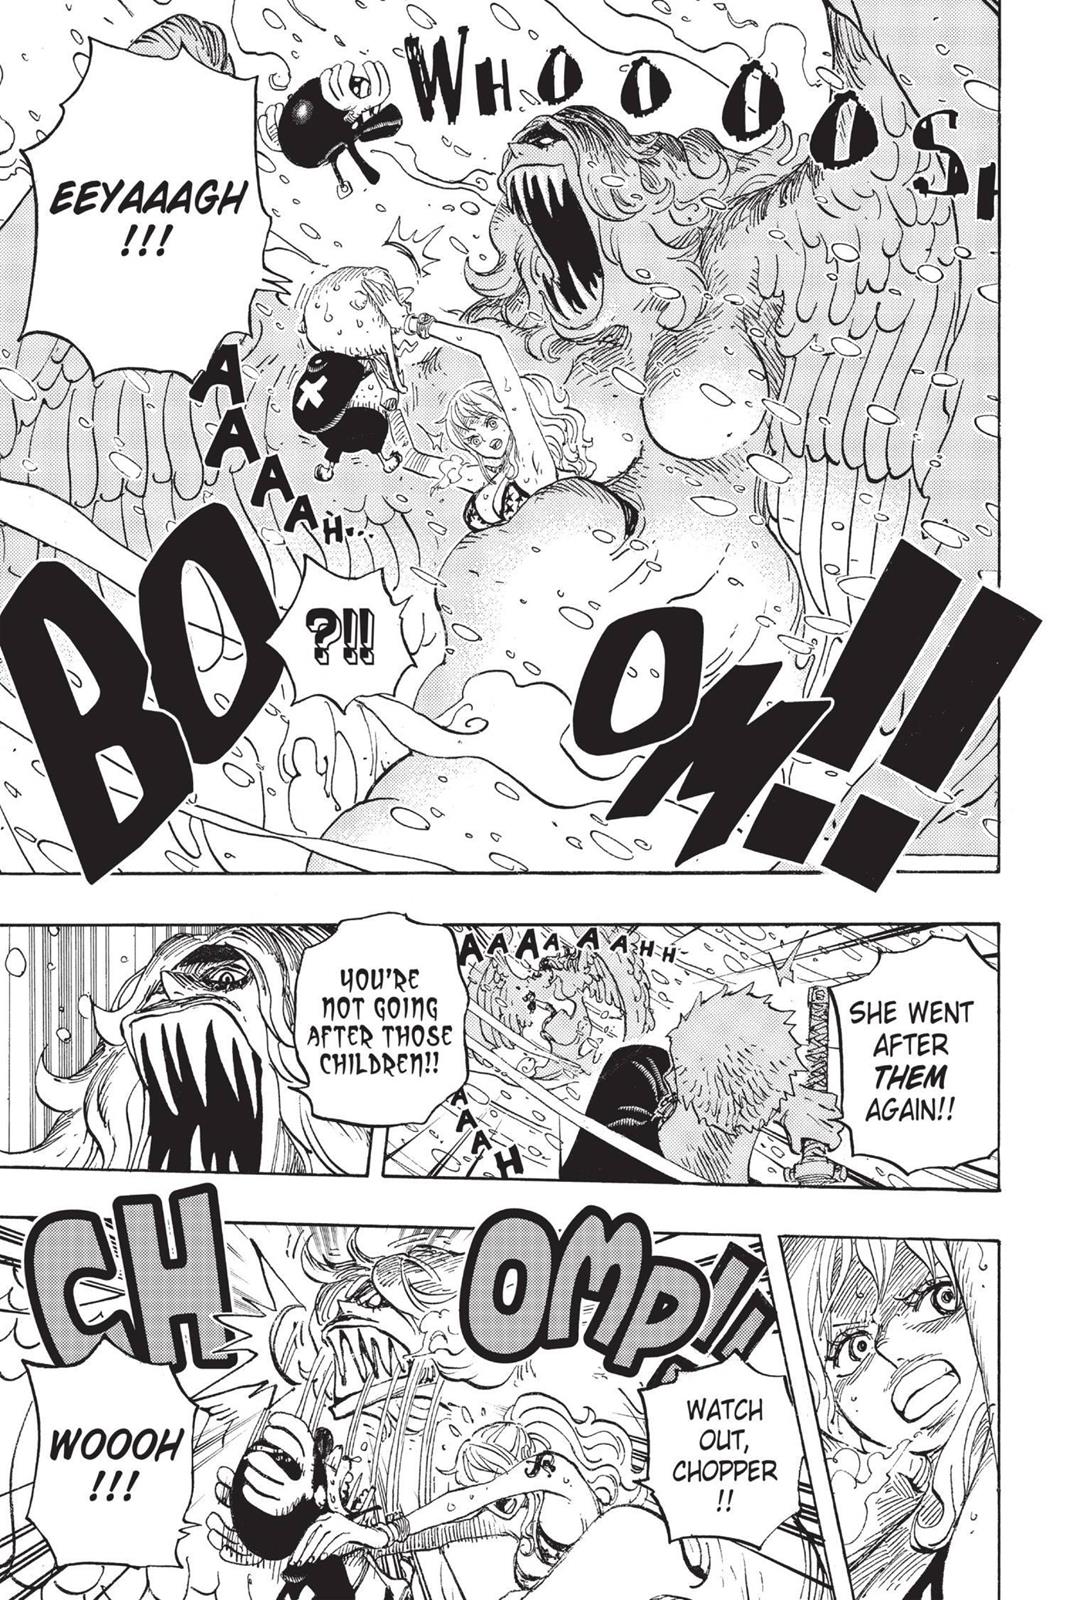 WHOOOOSH
EEYAAAGH
!!!
AAAAAH...
?!!
BOOM!!
SHE WENT
AFTER
THEM
AGAIN!!
AAAAAAHH
AAAAH
YOU'RE
NOT GOING
AFTER THOSE
CHILDREN!!
CHOMP!!
WATCH
OUT,
CHOPPER
!!
WOOOH
!!!